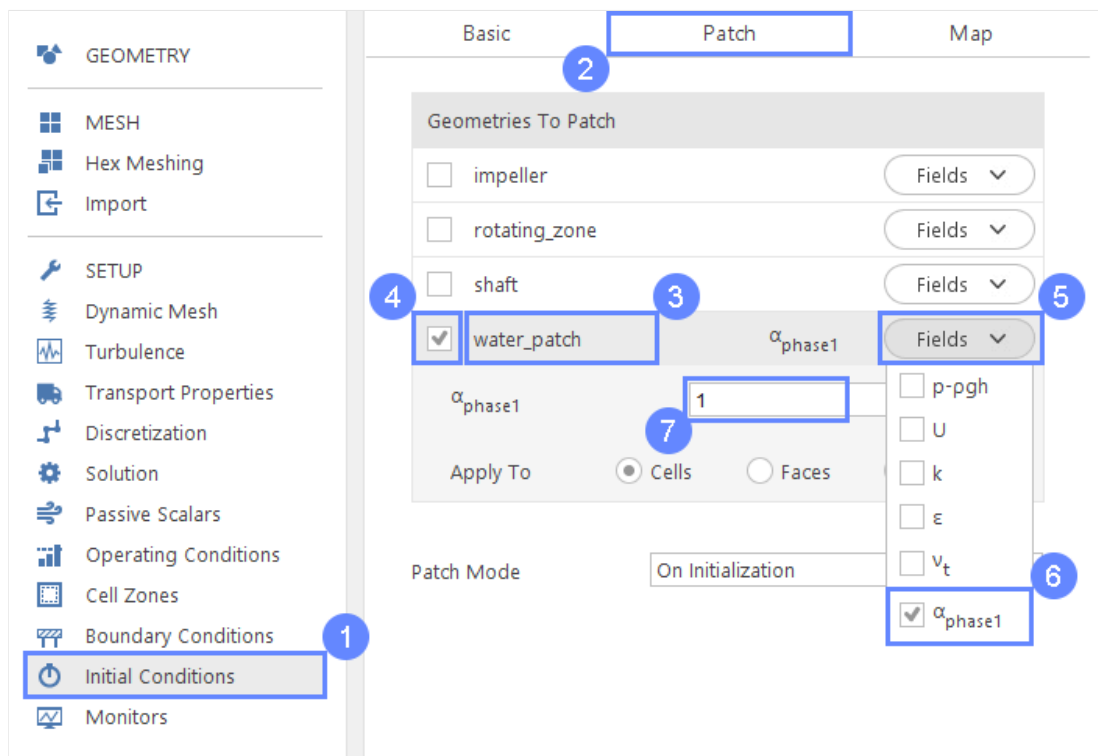 GEOMETRY
MESH
Hex Meshing
Import
SETUP
Dynamic Mesh
Turbulence
Transport Properties
Discretization
Solution
Passive Scalars
Operating Conditions
Cell Zones
Boundary Conditions
1
Initial Conditions
Monitors
Basic
Patch
Map
2
Geometries To Patch
impeller Fields
rotating_zone Fields
shaft Fields
4
3
5
water_patch αphase1 Fields
αphase1 1
7
Apply To Cells Faces
p-ρgh
U
k
ε
νt
6
αphase1
Patch Mode On Initialization